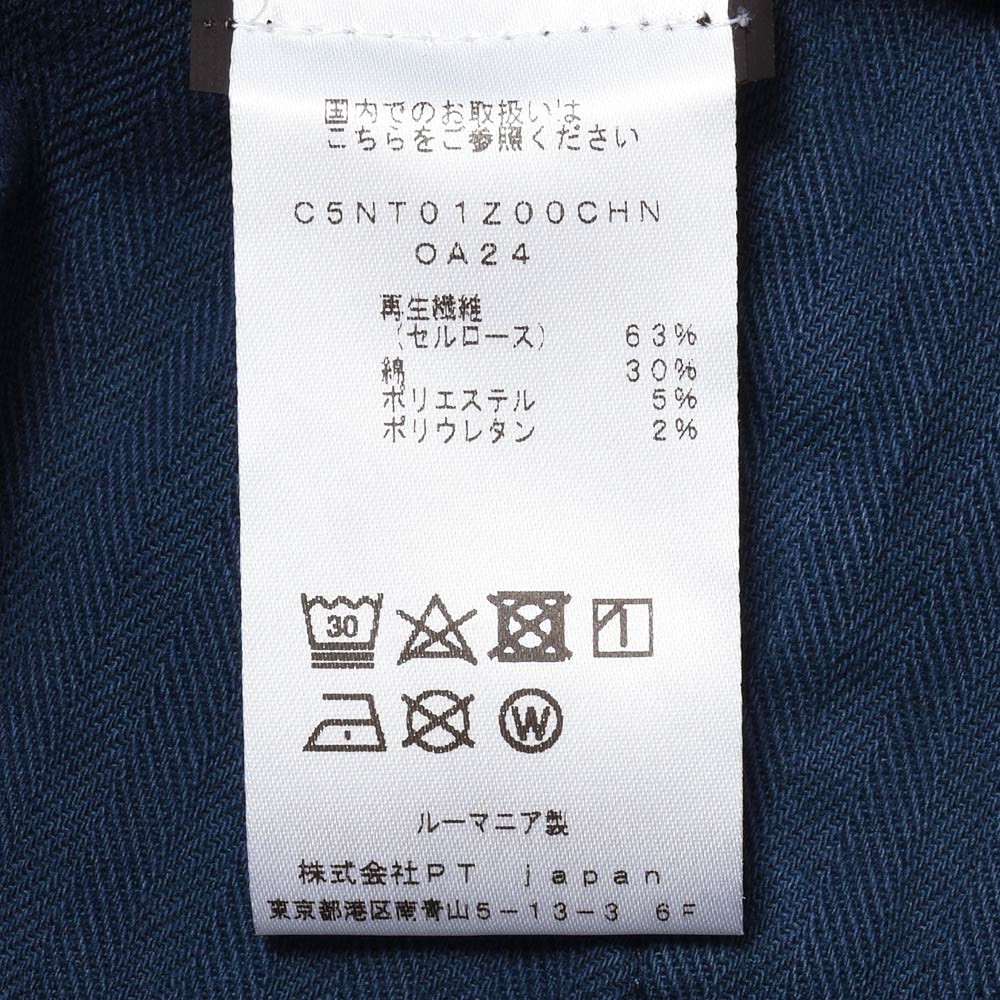 国内でのお取扱いは
こちらをご参照ください
C5NT01Z00CHN
OA24
再生繊維
(セルロース) 63%
綿 30%
ポリエステル 5%
ポリウレタン 2%
30
W
ルーマニア製
株式会社PT japan
東京都港区南青山5-13-3 6F